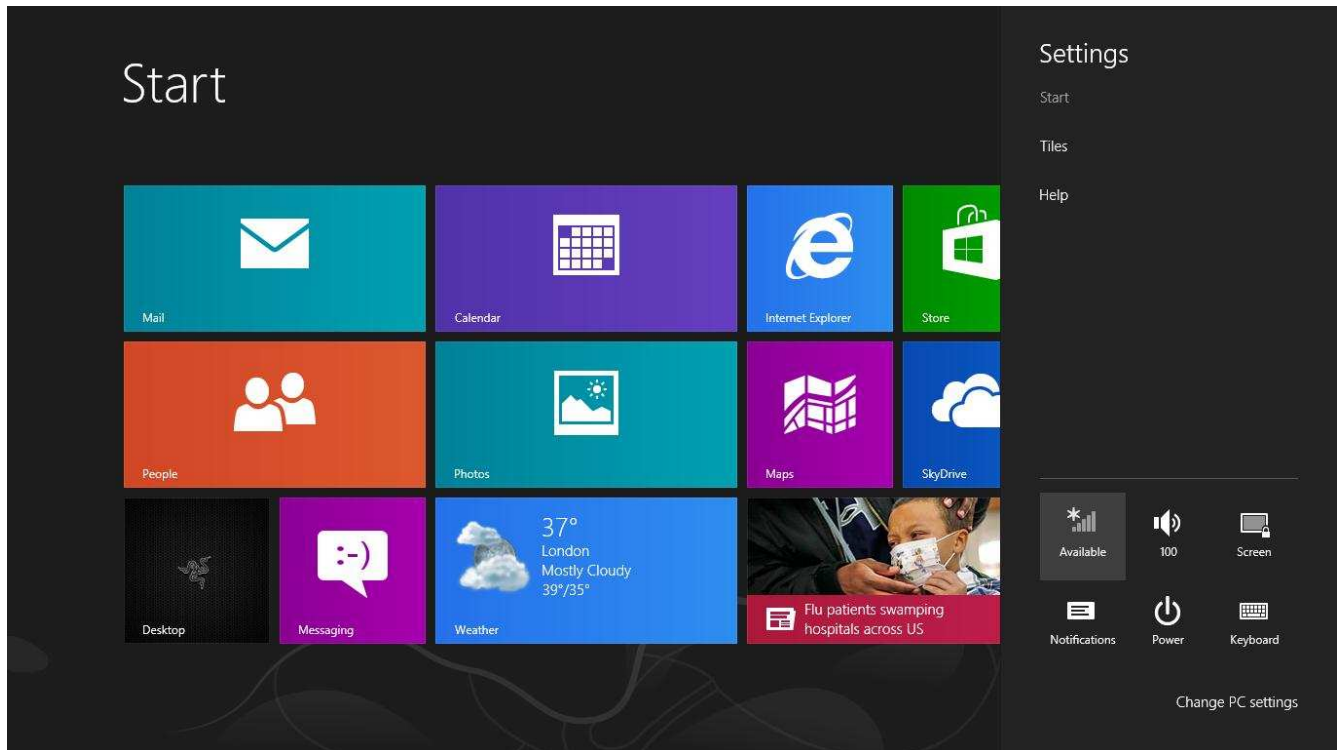 Start
Mail
Calendar
Internet Explorer
Store
People
Photos
Maps
SkyDrive
Desktop
:-)
Messaging
37°
London
Mostly Cloudy
39°/35°
Weather
Flu patients swamping
hospitals across US
Settings
Start
Tiles
Help
Available
100
Screen
Notifications
Power
Keyboard
Change PC settings